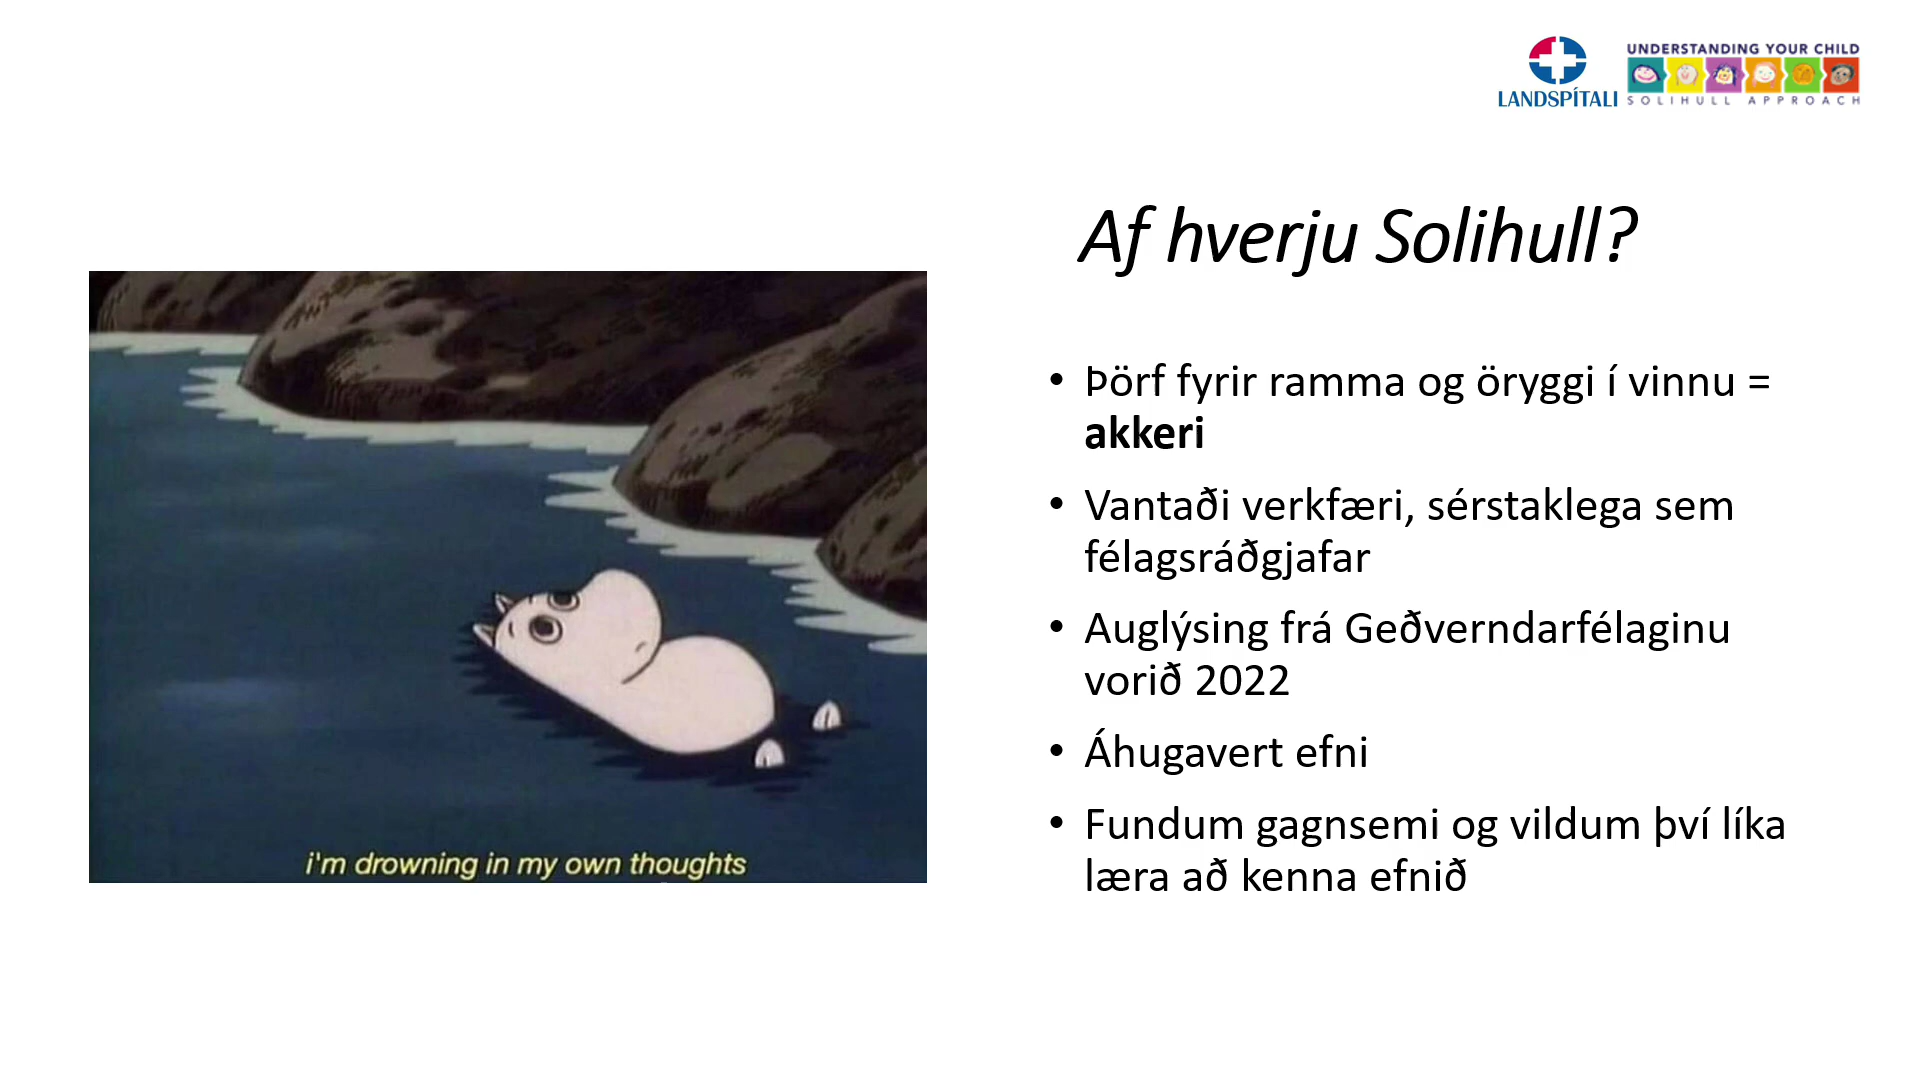 LANDSPÍTALI
UNDERSTANDING YOUR CHILD
SOLIHULL APPROACH
Af hverju Solihull?
• Þörf fyrir ramma og öryggi í vinnu =
akkeri
• Vantaði verkfæri, sérstaklega sem
félagsráðgjafar
• Auglýsing frá Geðverndarfélaginu
vorið 2022
• Áhugavert efni
• Fundum gagnsemi og vildum því líka
læra að kenna efnið
i'm drowning in my own thoughts